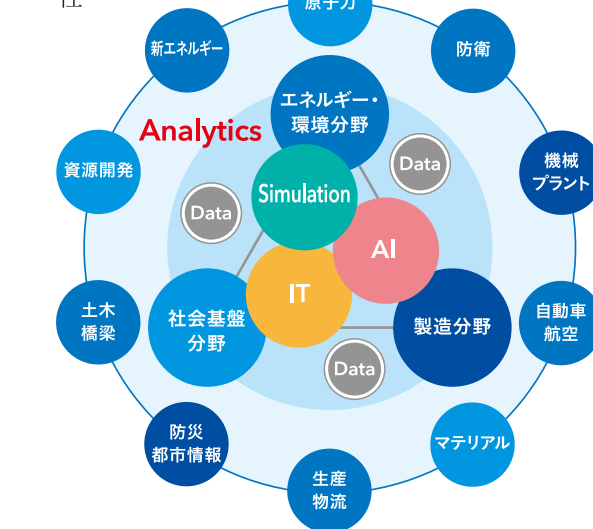 性
原子力
新エネルギー
防衛
エネルギー・
環境分野
Analytics
Data
資源開発
機械
プラント
Simulation
Data
AI
IT
土木
橋梁
社会基盤
分野
製造分野
自動車
航空
Data
防災
都市情報
マテリアル
生産
物流